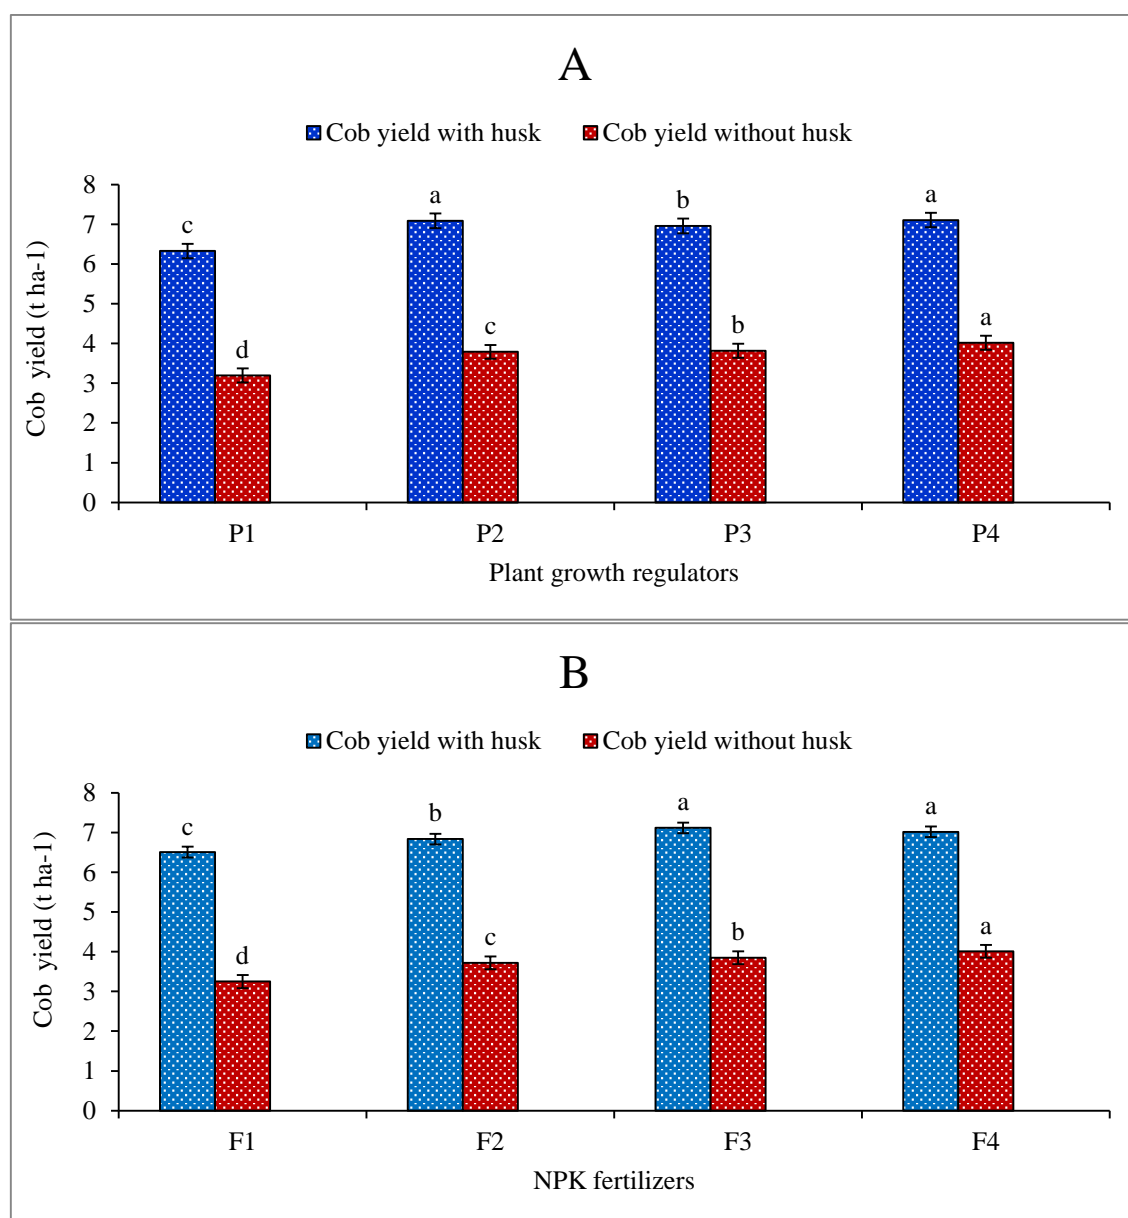 A
Cob yield with husk Cob yield without husk
8
7
6
5
4
3
2
1
0
Cob yield (t ha-1)
c a b a
d c b a
P1 P2 P3 P4
Plant growth regulators
B
Cob yield with husk Cob yield without husk
8
7
6
5
4
3
2
1
0
Cob yield (t ha-1)
c b a a
d c b a
F1 F2 F3 F4
NPK fertilizers